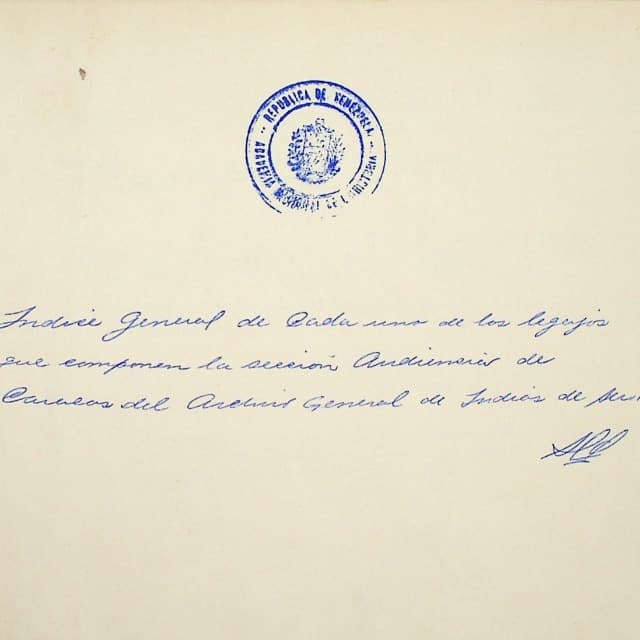 REPUBLICA DE VENEZUELA
ACADEMIA NACIONAL DE L HISTORIA
Indice General de Cada uno de los legajos
que componen la sección Audiencia de
Caracas del Archivo General de Indias de